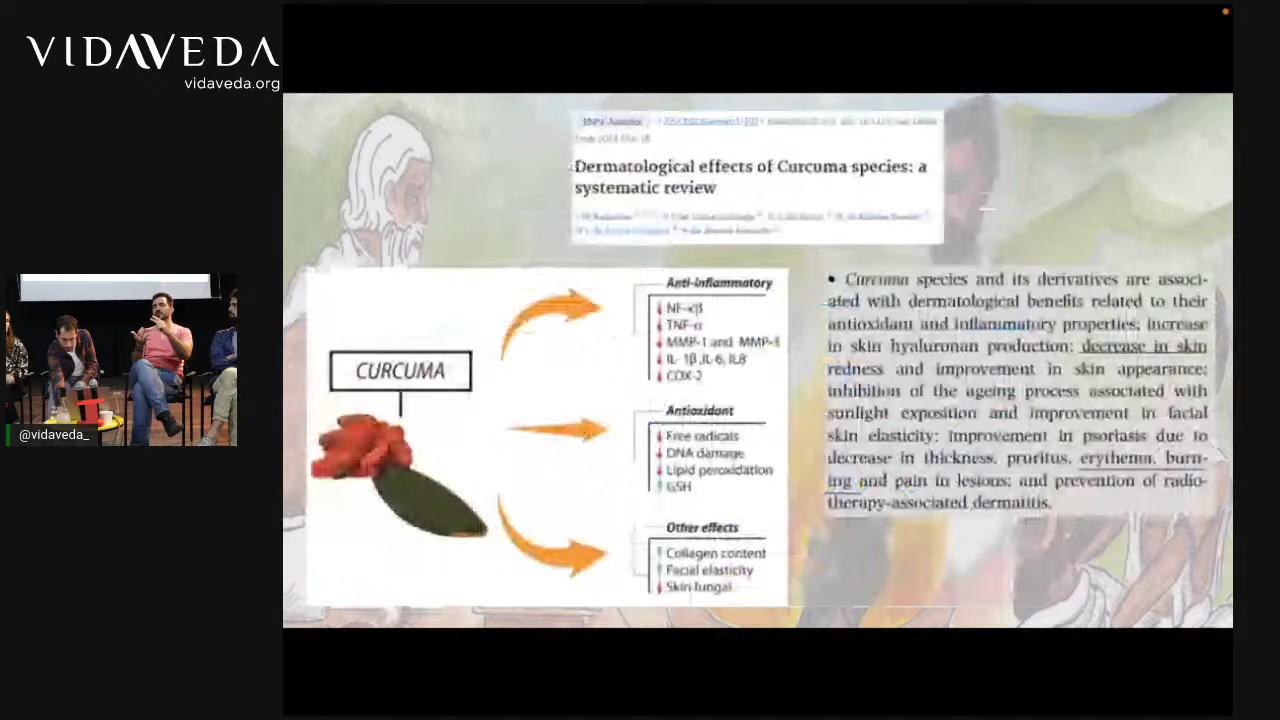 VIDAVEDA
vidaveda.org
Dermatological effects of Curcuma species: a
systematic review
CURCUMA
Anti-inflammatory
NF-κβ
TNF-α
MMP-1 and MMP-3
IL-1β ,IL-6, IL8
COX-2
Antioxidant
Free radicals
DNA damage
Lipid peroxidation
GSH
Other effects
Collagen content
Facial elasticity
Skin fungal
• Curcuma species and its derivatives are associ-
ated with dermatological benefits related to their
antioxidant and inflammatory properties; increase
in skin hyaluronan production; decrease in skin
redness and improvement in skin appearance;
inhibition of the ageing process associated with
sunlight exposition and improvement in facial
skin elasticity; improvement in psoriasis due to
decrease in thickness, pruritus, erythema, burn-
ing and pain in lesions; and prevention of radio-
therapy-associated dermatitis.
@vidaveda_